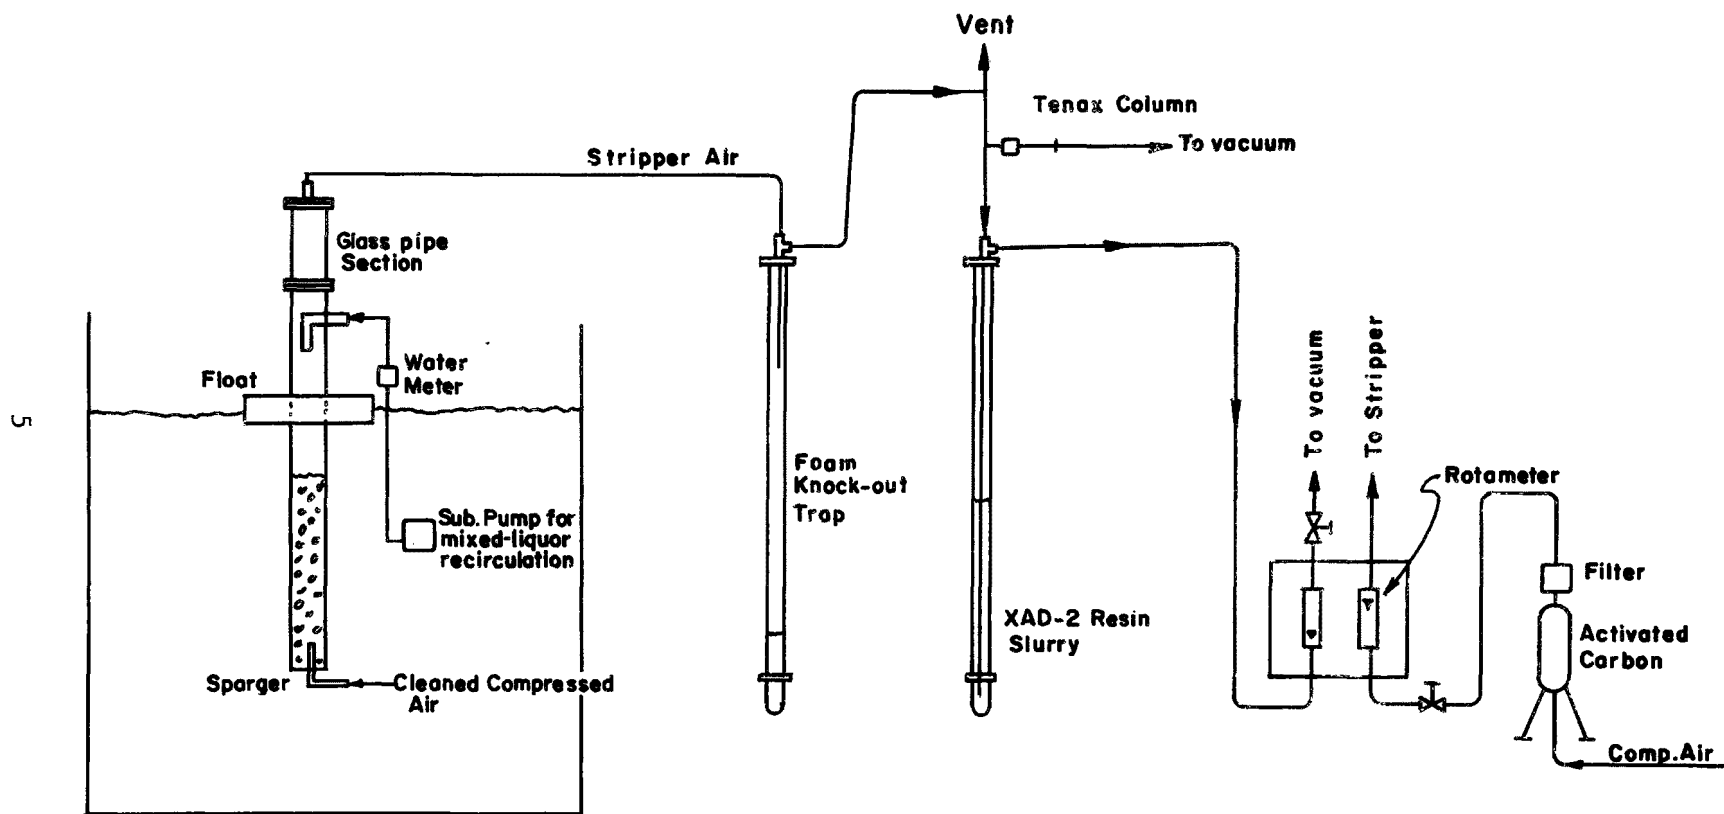 Vent
Tenax Column
To vacuum
Stripper Air
Glass pipe
Section
Water
Meter
Float
To vacuum
To Stripper
5
Foam
Knock-out
Trap
Rotameter
Sub. Pump for
mixed-liquor
recirculation
Filter
XAD-2 Resin
Slurry
Activated
Carbon
Sparger
Cleaned Compressed
Air
Comp. Air